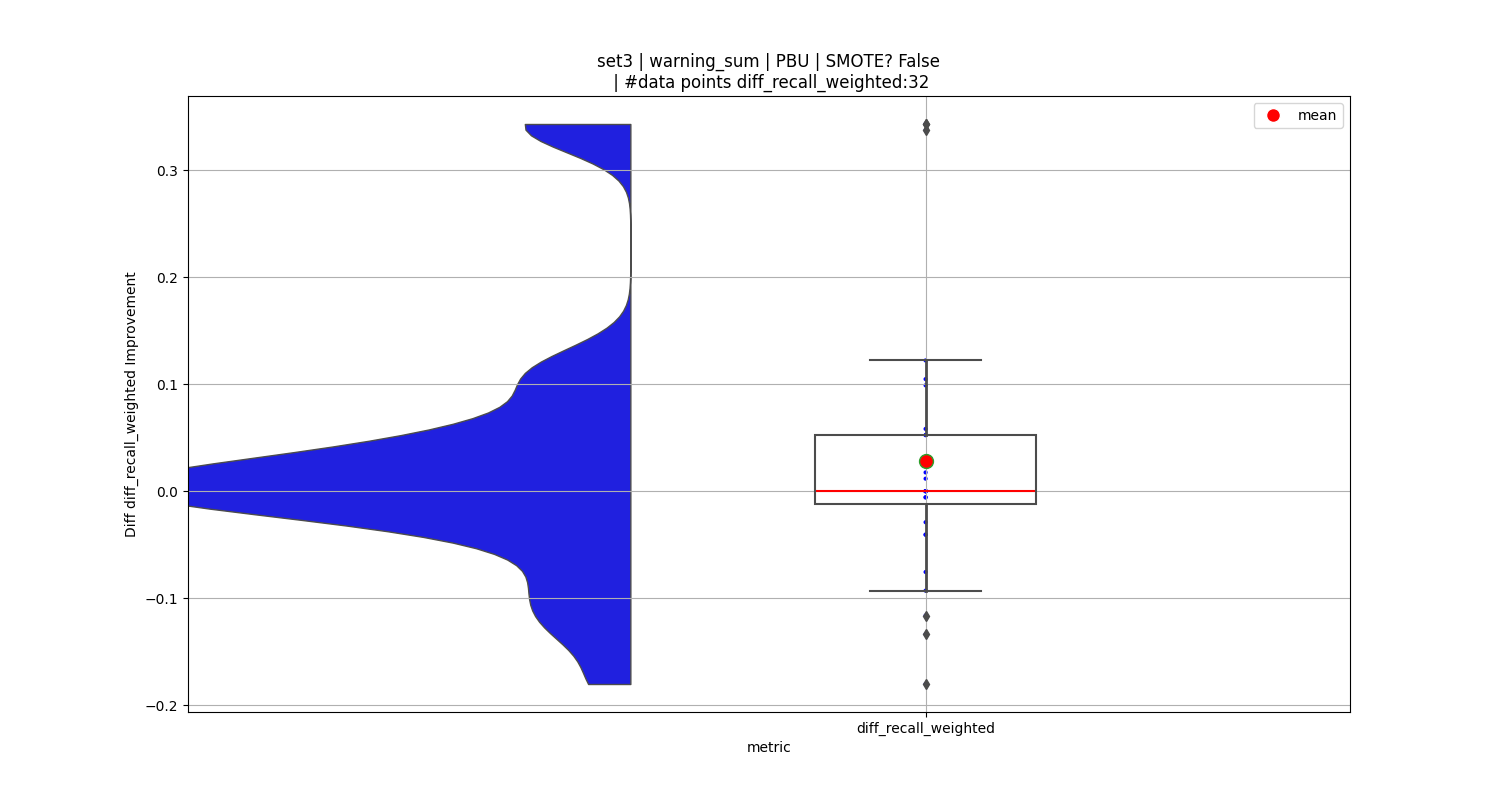 set3 | warning_sum | PBU | SMOTE? False
| #data points diff_recall_weighted:32
mean
0.3
0.2
0.1
0.0
−0.1
−0.2
Diff diff_recall_weighted Improvement
diff_recall_weighted
metric